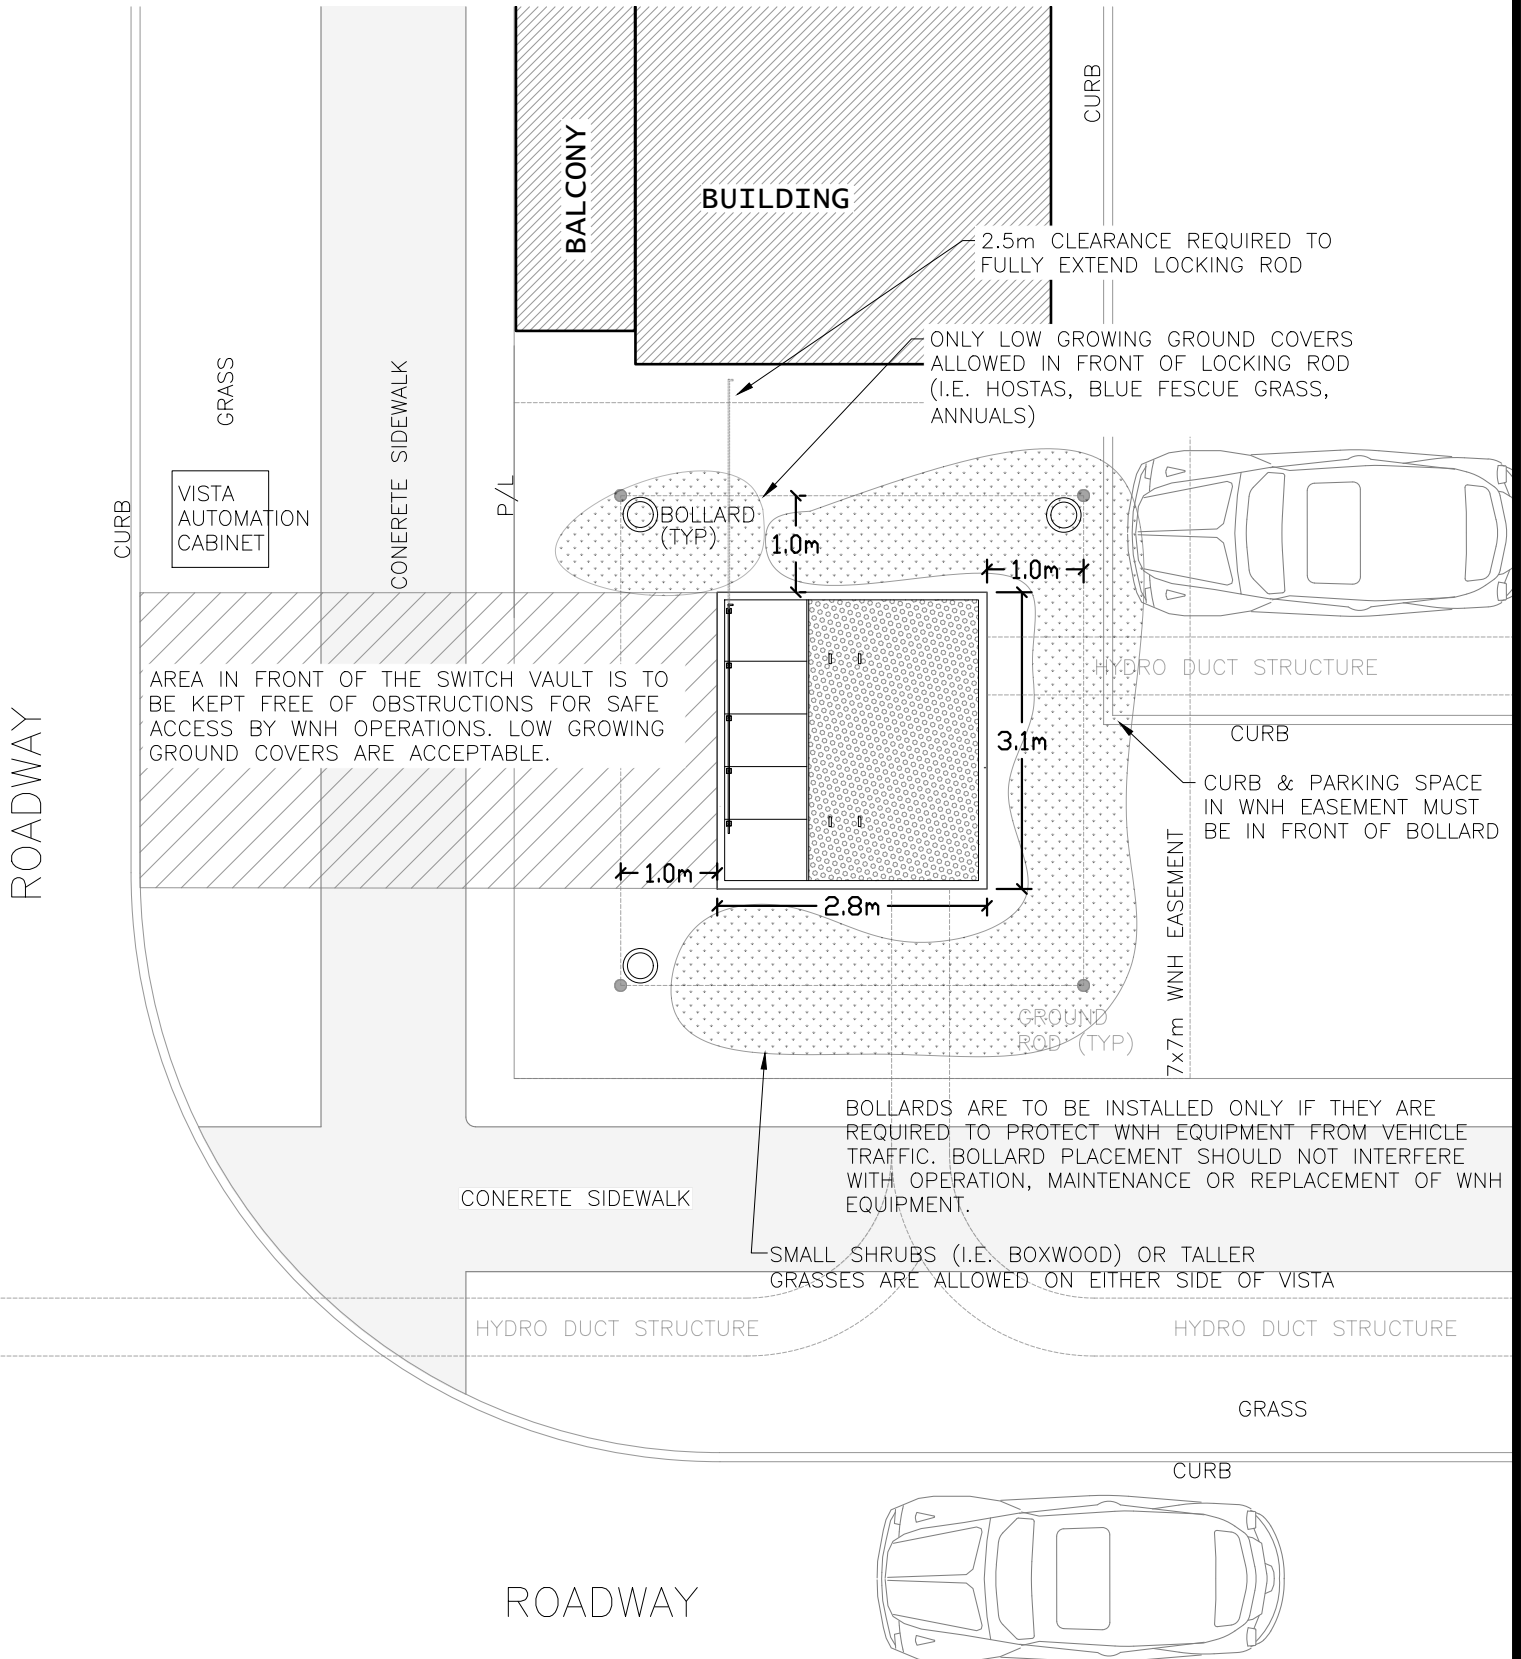 CURB
BALCONY
BUILDING
2.5m CLEARANCE REQUIRED TO
FULLY EXTEND LOCKING ROD
ONLY LOW GROWING GROUND COVERS
ALLOWED IN FRONT OF LOCKING ROD
(I.E. HOSTAS, BLUE FESCUE GRASS,
ANNUALS)
GRASS
CONERETE SIDEWALK
P/L
CURB
VISTA
AUTOMATION
CABINET
BOLLARD
(TYP)
1.0m
1.0m
HYDRO DUCT STRUCTURE
AREA IN FRONT OF THE SWITCH VAULT IS TO
BE KEPT FREE OF OBSTRUCTIONS FOR SAFE
ACCESS BY WNH OPERATIONS. LOW GROWING
GROUND COVERS ARE ACCEPTABLE.
3.1m
CURB
CURB & PARKING SPACE
IN WNH EASEMENT MUST
BE IN FRONT OF BOLLARD
ROADWAY
1.0m
2.8m
7x7m WNH EASEMENT
GROUND
ROD (TYP)
BOLLARDS ARE TO BE INSTALLED ONLY IF THEY ARE
REQUIRED TO PROTECT WNH EQUIPMENT FROM VEHICLE
TRAFFIC. BOLLARD PLACEMENT SHOULD NOT INTERFERE
WITH OPERATION, MAINTENANCE OR REPLACEMENT OF WNH
EQUIPMENT.
CONERETE SIDEWALK
SMALL SHRUBS (I.E. BOXWOOD) OR TALLER
GRASSES ARE ALLOWED ON EITHER SIDE OF VISTA
HYDRO DUCT STRUCTURE
HYDRO DUCT STRUCTURE
GRASS
CURB
ROADWAY